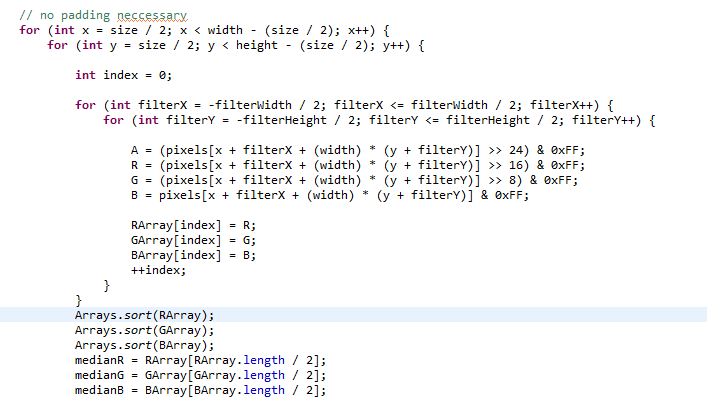 // no padding neccessary
for (int x = size / 2; x < width - (size / 2); x++) {
for (int y = size / 2; y < height - (size / 2); y++) {
int index = 0;
for (int filterX = -filterWidth / 2; filterX <= filterWidth / 2; filterX++) {
for (int filterY = -filterHeight / 2; filterY <= filterHeight / 2; filterY++) {
A = (pixels[x + filterX + (width) * (y + filterY)] >> 24) & 0xFF;
R = (pixels[x + filterX + (width) * (y + filterY)] >> 16) & 0xFF;
G = (pixels[x + filterX + (width) * (y + filterY)] >> 8) & 0xFF;
B = pixels[x + filterX + (width) * (y + filterY)] & 0xFF;
RArray[index] = R;
GArray[index] = G;
BArray[index] = B;
++index;
}
}
Arrays.sort(RArray);
Arrays.sort(GArray);
Arrays.sort(BArray);
medianR = RArray[RArray.length / 2];
medianG = GArray[GArray.length / 2];
medianB = BArray[BArray.length / 2];